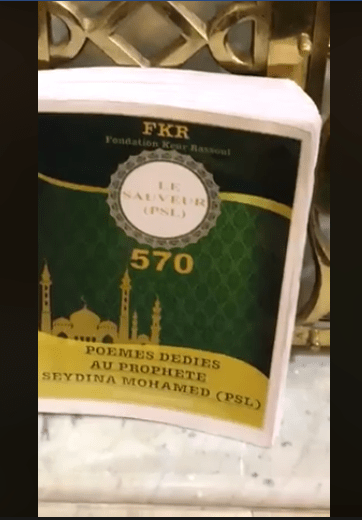 FKR
Fondation Keur Rassoul
LE
SAUVEUR
(PSL)
570
POEMES DEDIES
AU PROPHETE
SEYDINA MOHAMED (PSL)